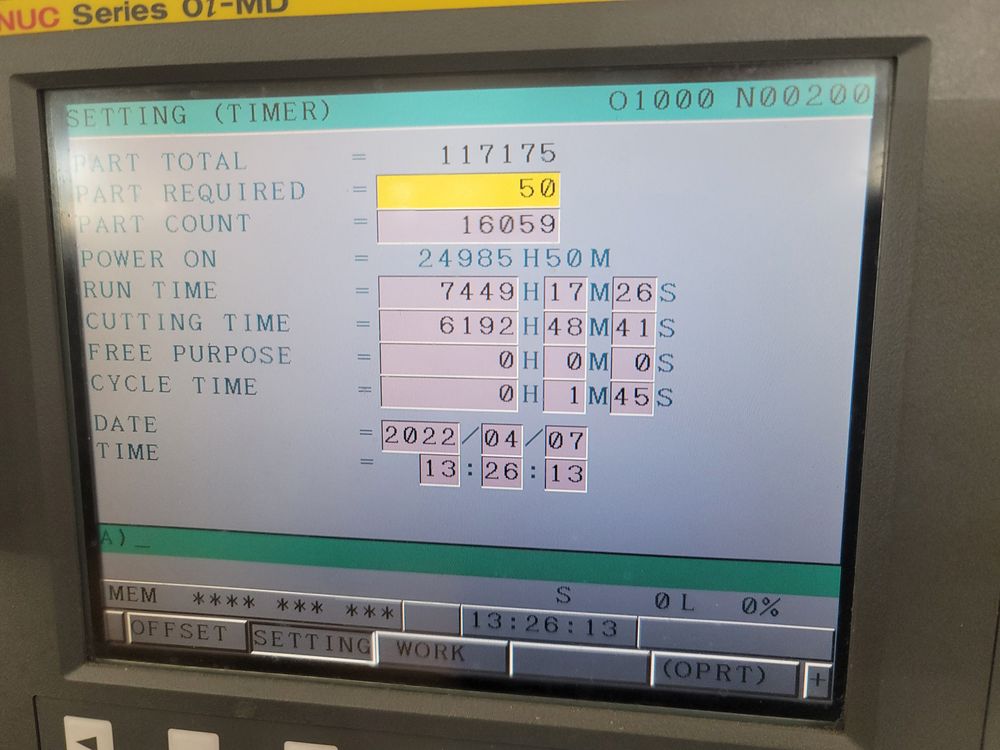 NUC Series 0i-MD
SETTING (TIMER) O1000 N00200
PART TOTAL = 117175
PART REQUIRED = 50
PART COUNT = 16059
POWER ON = 24985H50M
RUN TIME = 7449H17M26S
CUTTING TIME = 6192H48M41S
FREE PURPOSE = 0H 0M 0S
CYCLE TIME = 0H 1M45S
DATE = 2022/04/07
TIME = 13:26:13
A)_
S 0L 0%
MEM **** *** *** 13:26:13
OFFSET SETTING WORK (OPRT) +